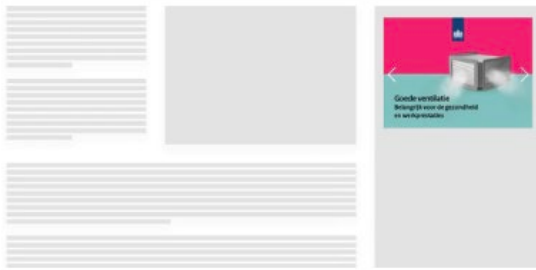 Goede ventilatie
Belangrijk voor de gezondheid
en werkprestaties